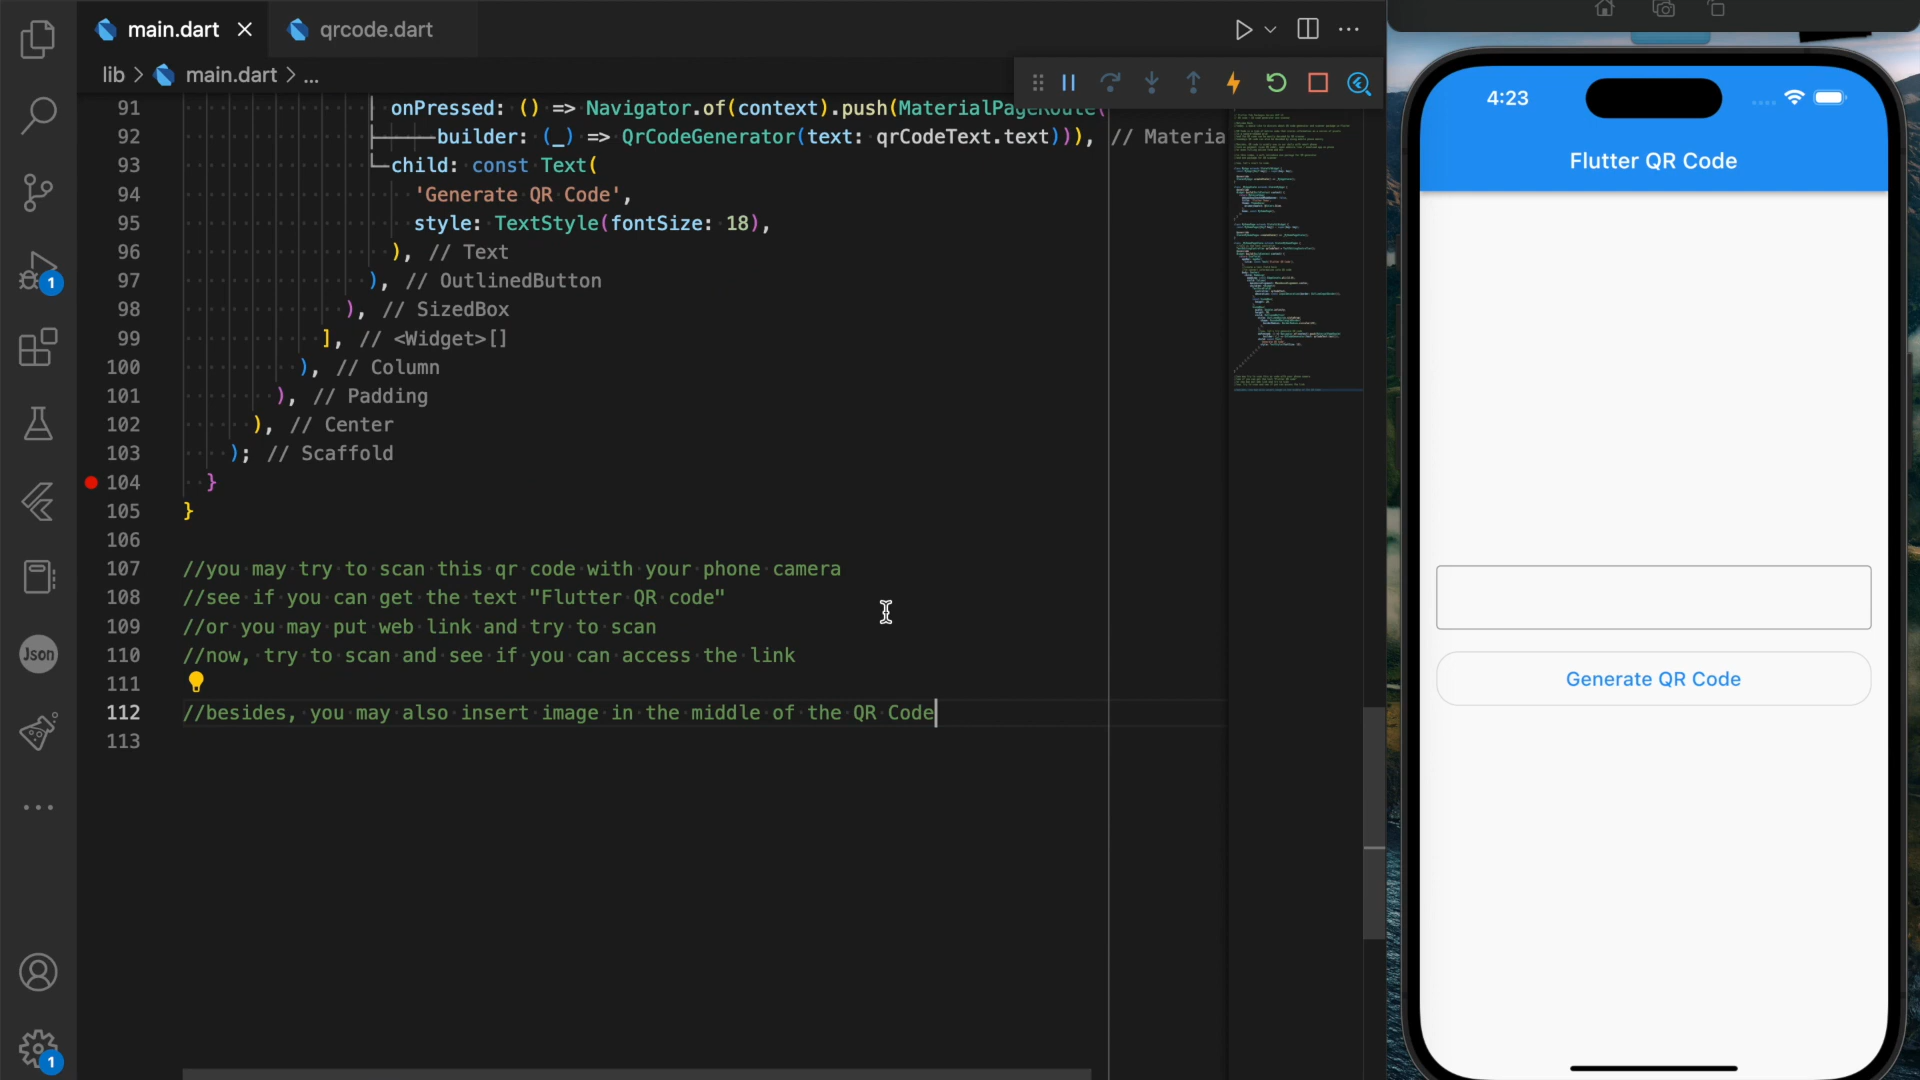 main.dart
qrcode.dart
lib > main.dart > ...
91 onPressed: () => Navigator.of(context).push(MaterialPageRoute(
92 builder: (_) => QrCodeGenerator(text: qrCodeText.text))), // Materia
93 child: const Text(
94 'Generate QR Code',
95 style: TextStyle(fontSize: 18),
96 ), // Text
97 ), // OutlinedButton
98 ), // SizedBox
99 ], // <Widget>[]
100 ), // Column
101 ), // Padding
102 ), // Center
103 ); // Scaffold
104 }
105 }
106
107 //you may try to scan this qr code with your phone camera
108 //see if you can get the text "Flutter QR code"
109 //or you may put web link and try to scan
110 //now, try to scan and see if you can access the link
111
112 //besides, you may also insert image in the middle of the QR Code
113
1
Json
1
4:23
Flutter QR Code
Generate QR Code